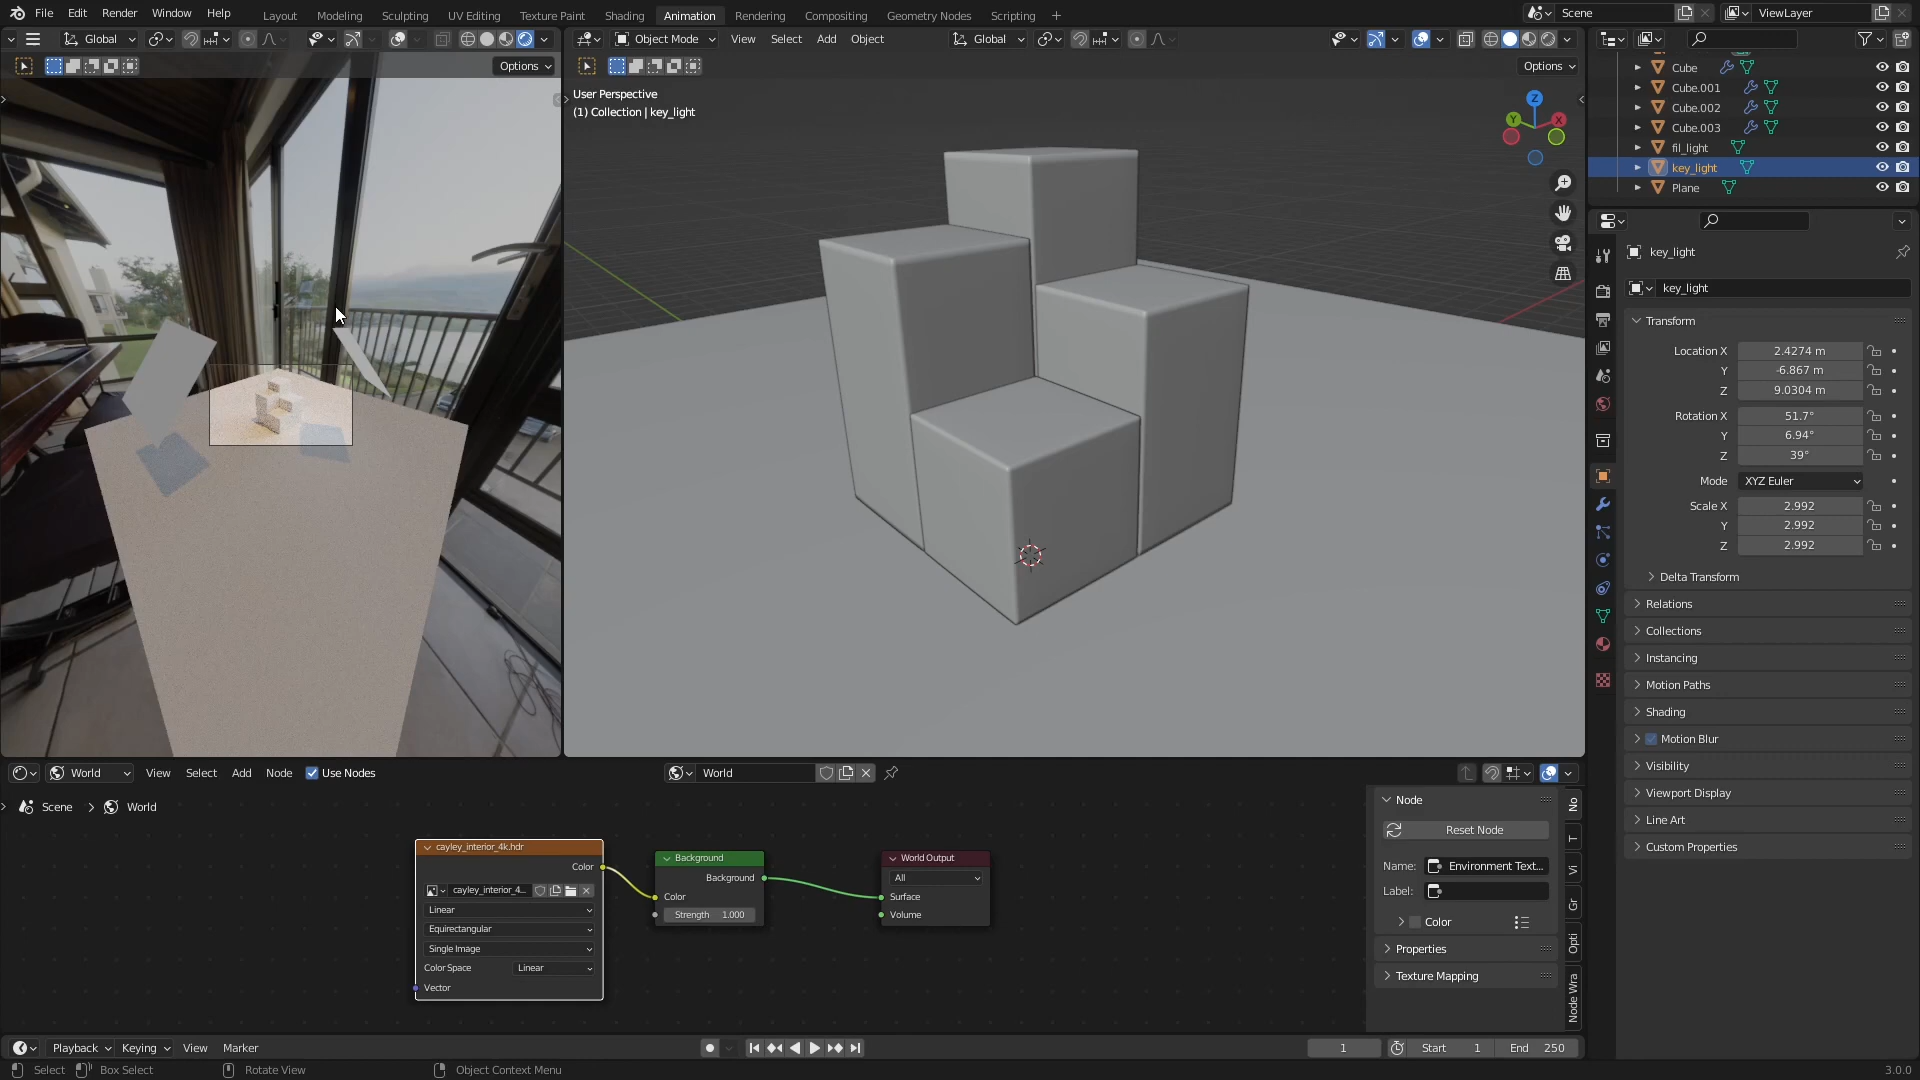 File Edit Render Window Help
Layout Modeling Sculpting UV Editing Texture Paint Shading Animation Rendering Compositing Geometry Nodes Scripting +
Scene
ViewLayer
Global
Options
Object Mode View Select Add Object
Global
Options
User Perspective
(1) Collection | key_light
Z
Y
X
Cube
Cube.001
Cube.002
Cube.003
fil_light
key_light
Plane
key_light
key_light
Transform
Location X 2.4274 m
Y -6.867 m
Z 9.0304 m
Rotation X 51.7°
Y 6.94°
Z 39°
Mode XYZ Euler
Scale X 2.992
Y 2.992
Z 2.992
Delta Transform
Relations
Collections
Instancing
Motion Paths
Shading
Motion Blur
Visibility
Viewport Display
Line Art
Custom Properties
World View Select Add Node Use Nodes
World
Scene > World
cayley_interior_4k.hdr
Color
cayley_interior_4...
Linear
Equirectangular
Single Image
Color Space Linear
Vector
Background
Background
Color
Strength 1.000
World Output
All
Surface
Volume
Node
Reset Node
Name: Environment Text...
Label:
Color
Properties
Texture Mapping
No
T
Vi
Gr
Opti
Node Wra
Playback Keying View Marker
1
Start 1
End 250
Select Box Select Rotate View Object Context Menu
3.0.0